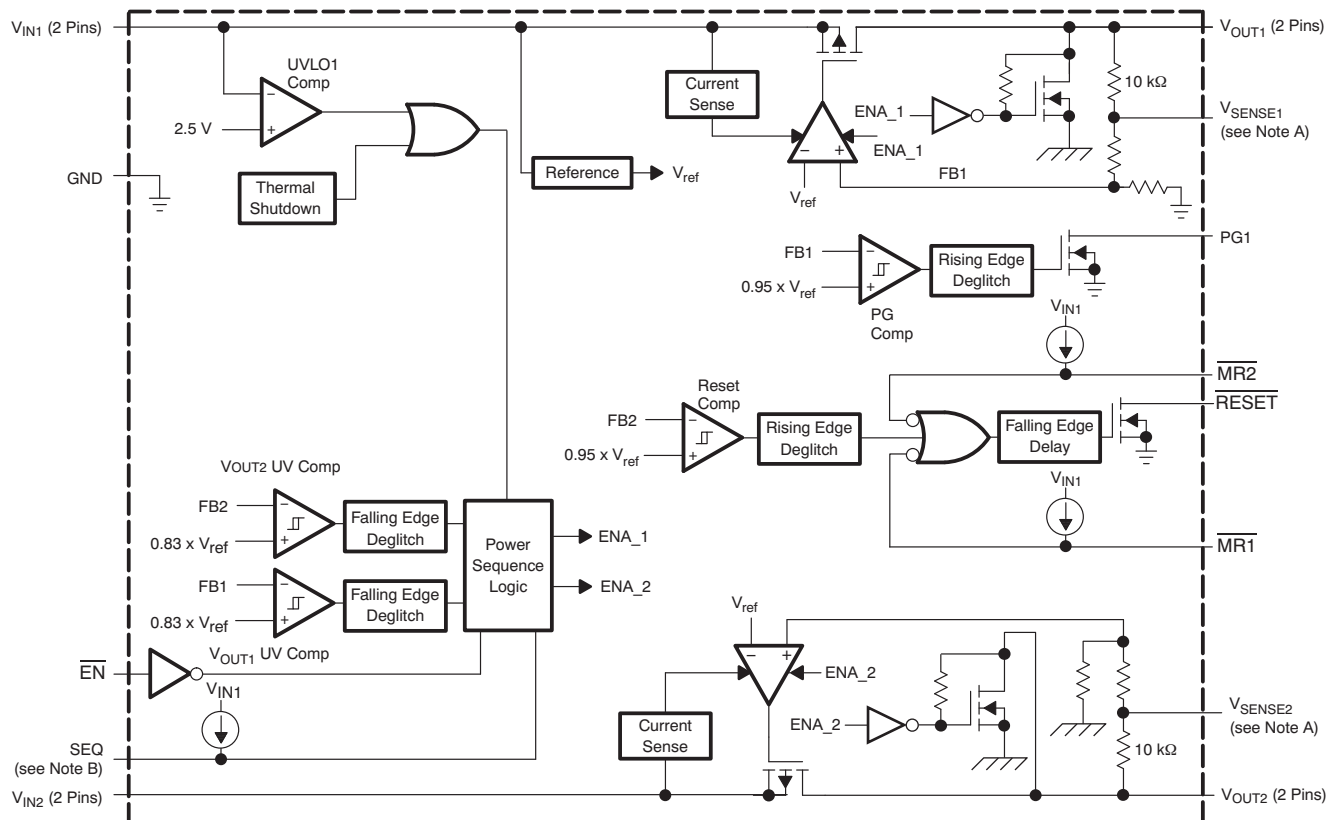 VIN1 (2 Pins)
VOUT1 (2 Pins)
UVLO1
Comp
−
+
2.5 V
Current
Sense
ENA_1
ENA_1
10 kΩ
VSENSE1
(see Note A)
GND
Thermal
Shutdown
Reference
Vref
−
+
Vref
FB1
PG1
FB1
−
0.95 x Vref
+
Rising Edge
Deglitch
PG
Comp
VIN1
MR2
RESET
Reset
Comp
FB2
−
0.95 x Vref
+
Rising Edge
Deglitch
Falling Edge
Delay
VIN1
MR1
VOUT2 UV Comp
FB2
−
0.83 x Vref
+
Falling Edge
Deglitch
FB1
−
0.83 x Vref
+
Falling Edge
Deglitch
VOUT1 UV Comp
Power
Sequence
Logic
ENA_1
ENA_2
EN
VIN1
SEQ
(see Note B)
Vref
−
+
ENA_2
ENA_2
Current
Sense
VSENSE2
(see Note A)
10 kΩ
VIN2 (2 Pins)
VOUT2 (2 Pins)